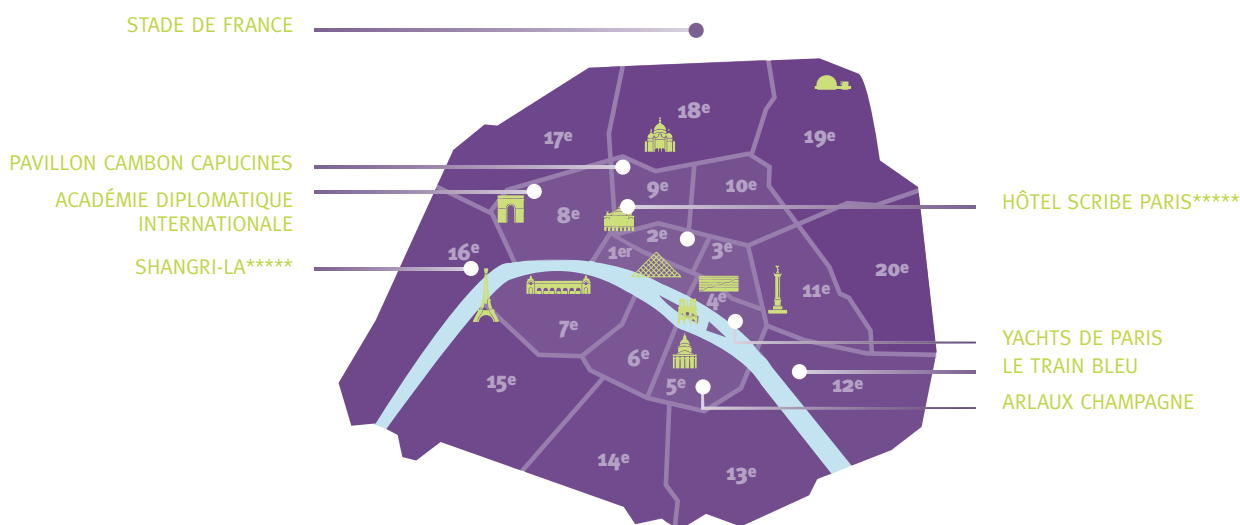 STADE DE FRANCE
PAVILLON CAMBON CAPUCINES
ACADÉMIE DIPLOMATIQUE
INTERNATIONALE
SHANGRI-LA*****
18e
17e
19e
9e
10e
8e
2e
3e
1er
16e
20e
11e
4e
7e
6e
5e
15e
12e
14e
13e
HÔTEL SCRIBE PARIS*****
YACHTS DE PARIS
LE TRAIN BLEU
ARLAUX CHAMPAGNE